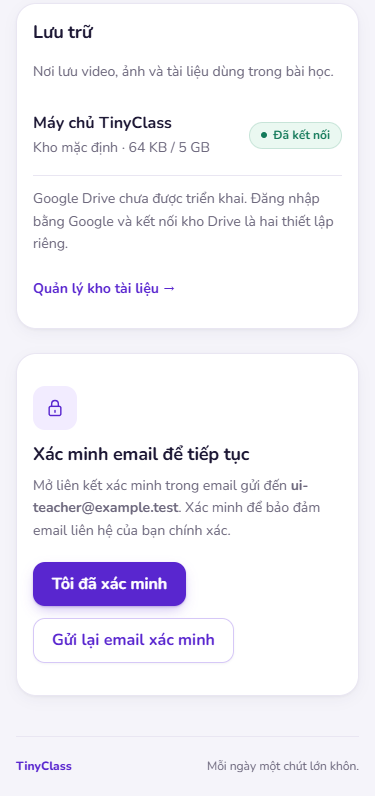 Lưu trữ
Nơi lưu video, ảnh và tài liệu dùng trong bài học.
Máy chủ TinyClass
Kho mặc định · 64 KB / 5 GB
Đã kết nối
Google Drive chưa được triển khai. Đăng nhập
bằng Google và kết nối kho Drive là hai thiết lập
riêng.
Quản lý kho tài liệu →
Xác minh email để tiếp tục
Mở liên kết xác minh trong email gửi đến ui-
teacher@example.test. Xác minh để bảo đảm
email liên hệ của bạn chính xác.
Tôi đã xác minh
Gửi lại email xác minh
TinyClass
Mỗi ngày một chút lớn khôn.